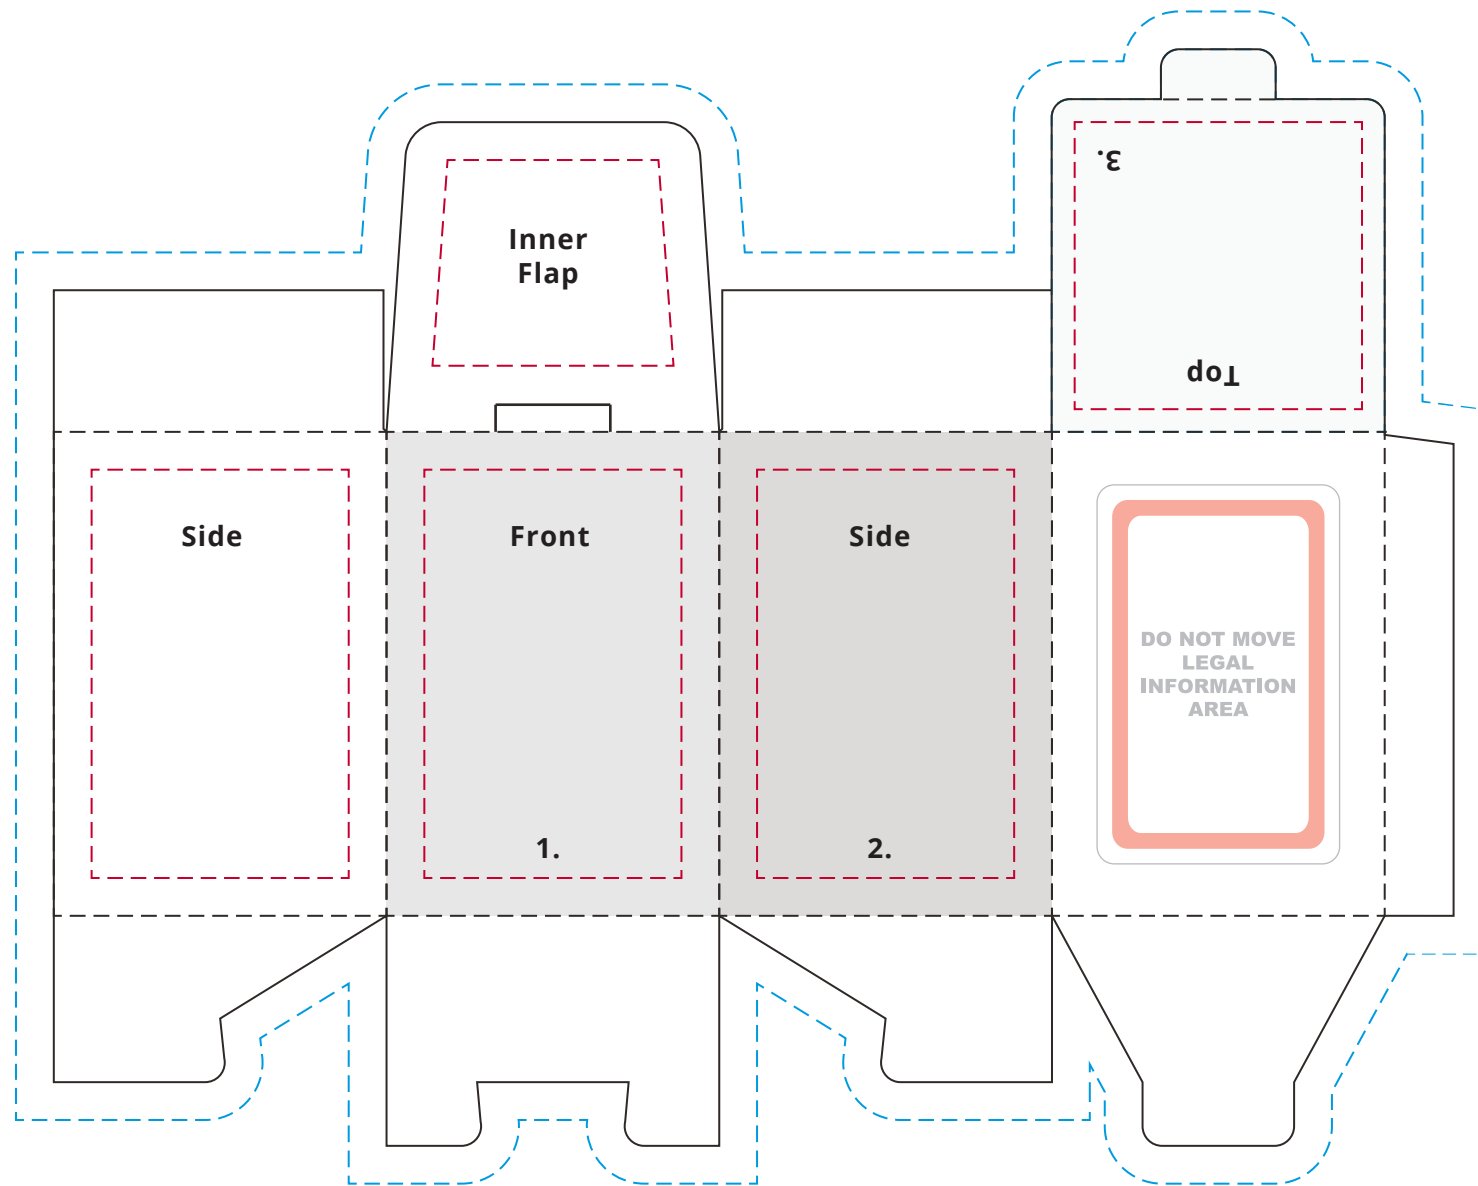 3.
Inner
Flap
Top
Side
Front
Side
DO NOT MOVE
LEGAL
INFORMATION
AREA
1.
2.